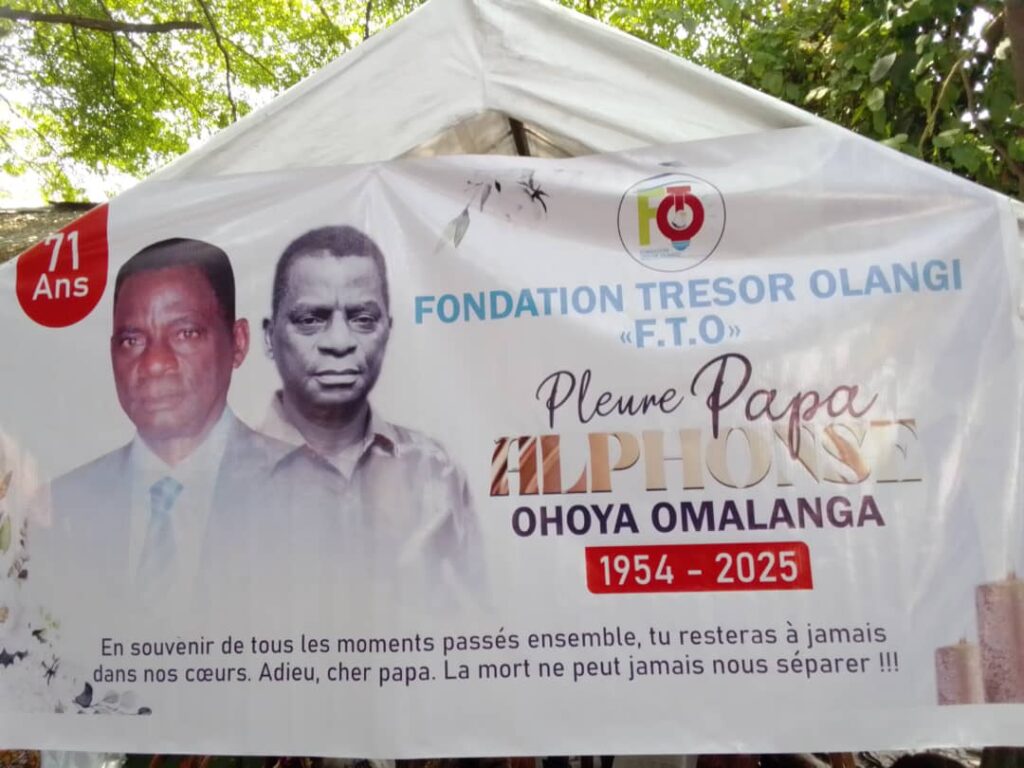 71
Ans
FTO
FONDATION TRESOR OLANGI
«F.T.O»
Pleure Papa
ALPHONSE
OHOYA OMALANGA
1954 - 2025
En souvenir de tous les moments passés ensemble, tu resteras à jamais
dans nos cœurs. Adieu, cher papa. La mort ne peut jamais nous séparer !!!